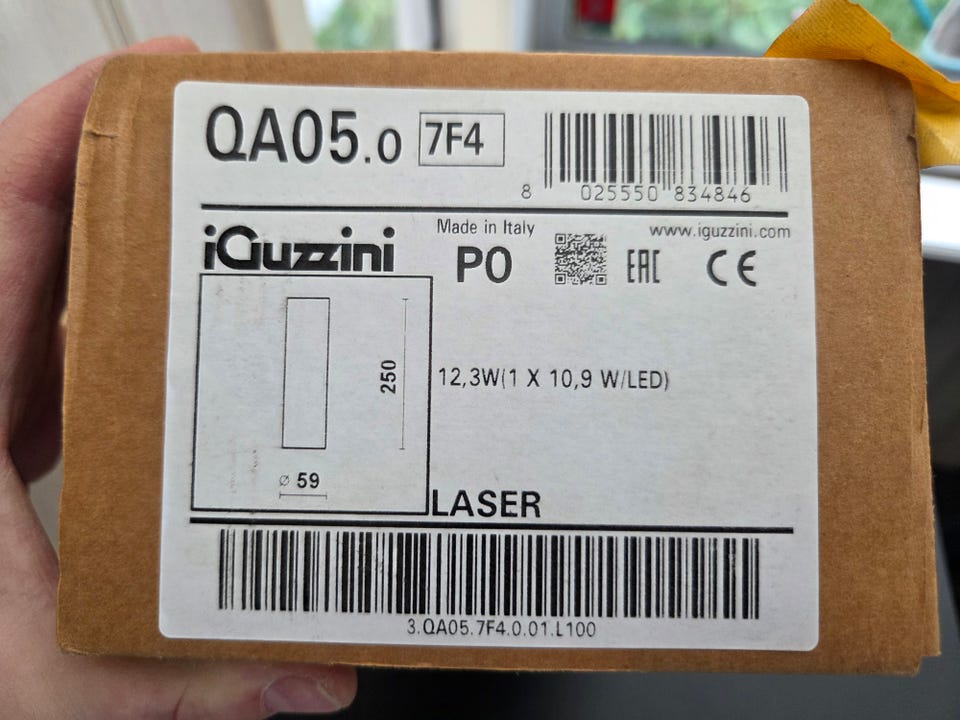 QA05.0 7F4
8 025550 834846
iGuzzini
Made in Italy
PO
EAC CE
www.iguzzini.com
250
12,3W(1 X 10,9 W/LED)
⌀ 59
LASER
3.QA05.7F4.0.01.L100